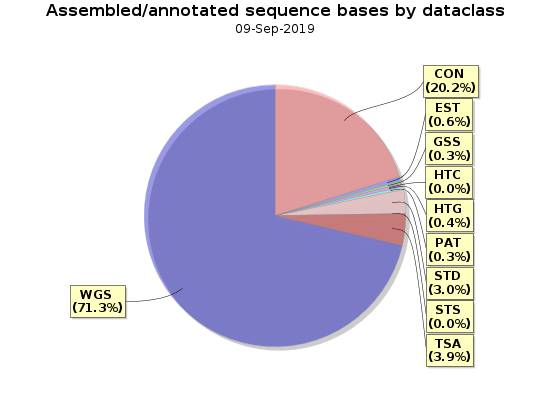 Assembled/annotated sequence bases by dataclass
09-Sep-2019
CON
(20.2%)
EST
(0.6%)
GSS
(0.3%)
HTC
(0.0%)
HTG
(0.4%)
PAT
(0.3%)
STD
(3.0%)
STS
(0.0%)
TSA
(3.9%)
WGS
(71.3%)